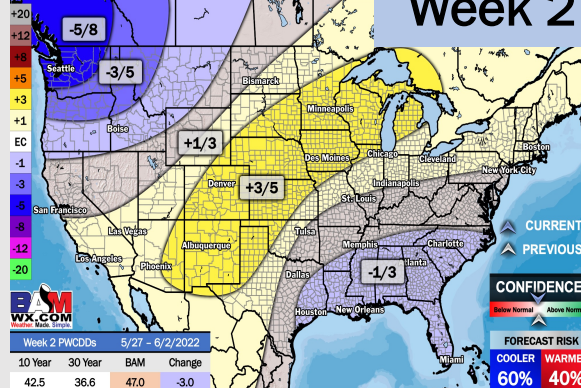 Week 2
+20
+12
+8
+5
+3
+1
EC
-1
-3
-5
-8
-12
-20
-5/8
-3/5
+1/3
+3/5
-1/3
Seattle
Boise
Bismarck
Minneapolis
Des Moines
Chicago
Cleveland
Boston
New York City
Indianapolis
St. Louis
Denver
San Francisco
Las Vegas
Los Angeles
Phoenix
Albuquerque
Tulsa
Memphis
Charlotte
lanta
Dallas
Houston
New Orleans
Miami
CURRENT
PREVIOUS
CONFIDENCE
Below Normal
Above Norm
FORECAST RISK
COOLER
WARME
60%
40%
BAM
WX.COM
Weather. Made. Simple.
Week 2 PWCDDs 5/27 – 6/2/2022
10 Year 30 Year BAM Change
42.5 36.6 47.0 -3.0